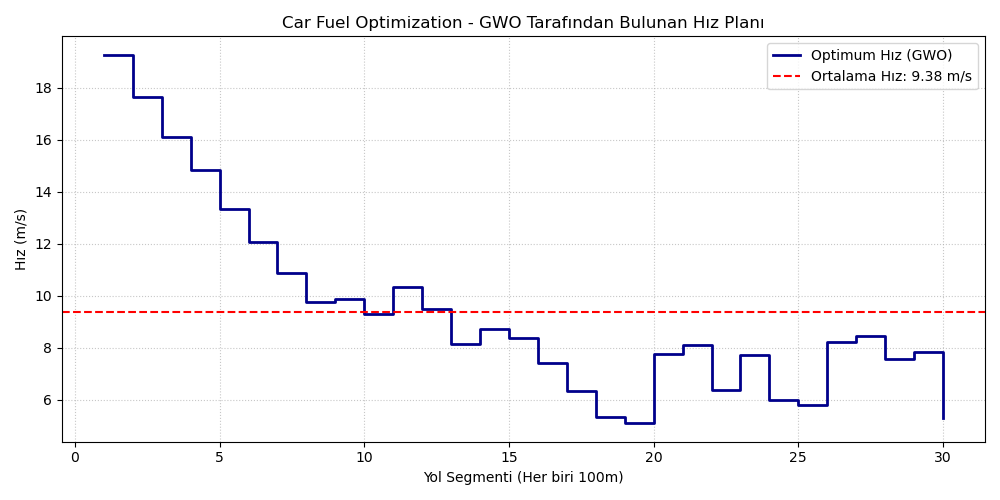 Car Fuel Optimization - GWO Tarafından Bulunan Hız Planı
Optimum Hız (GWO)
Ortalama Hız: 9.38 m/s
Hız (m/s)
18
16
14
12
10
8
6
0 5 10 15 20 25 30
Yol Segmenti (Her biri 100m)